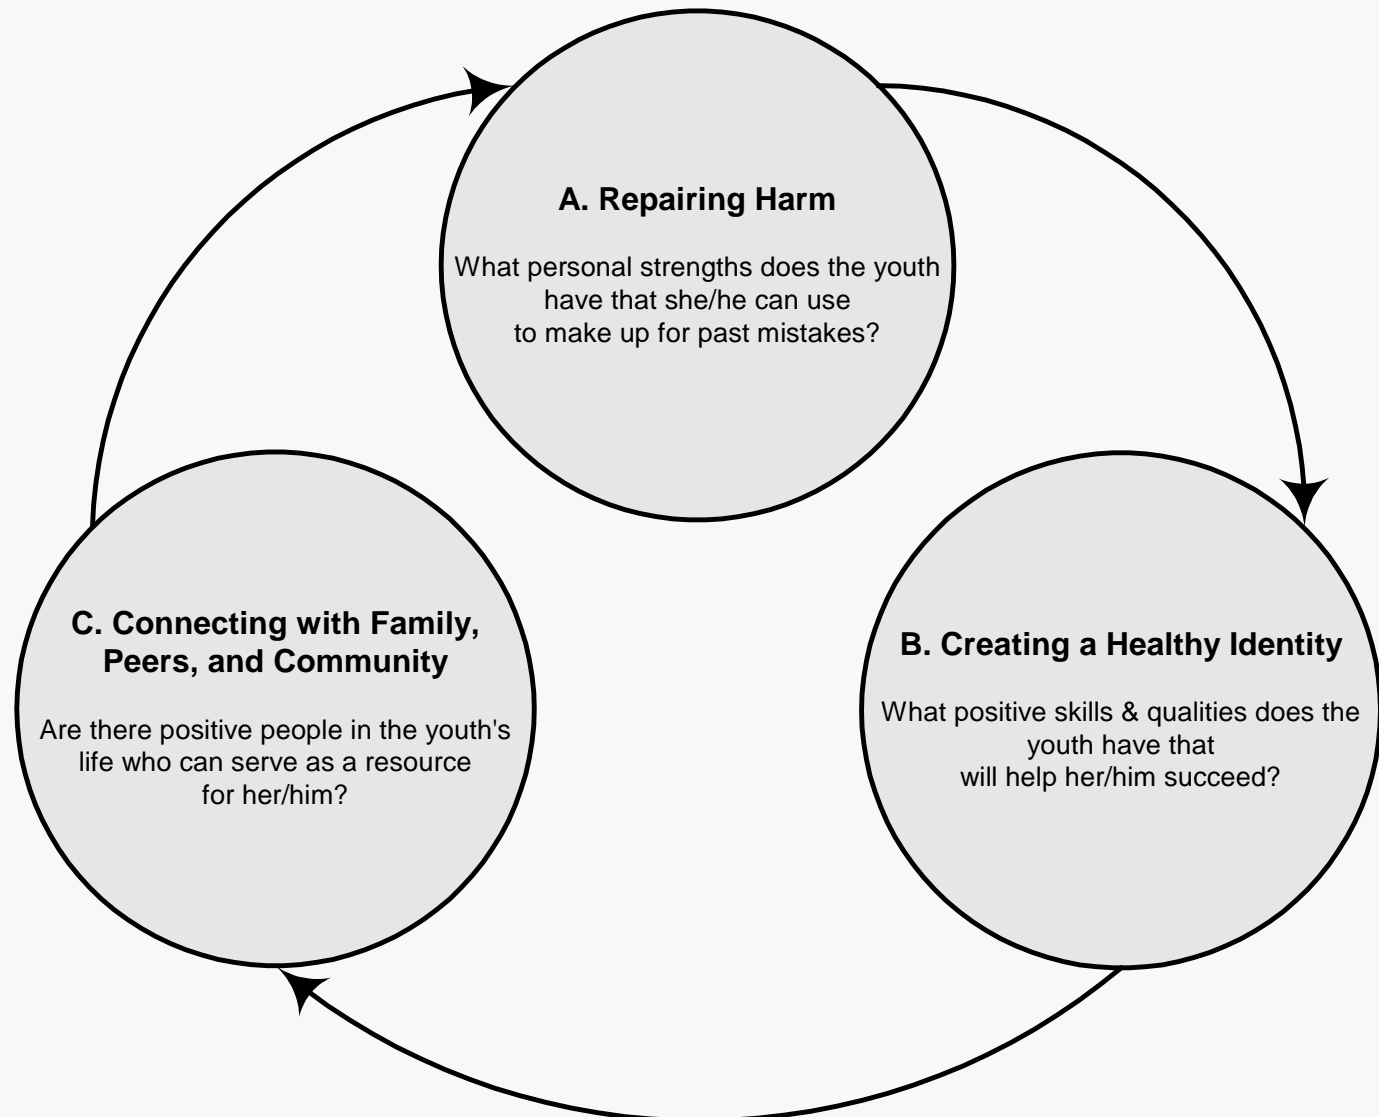 A. Repairing Harm
What personal strengths does the youth
have that she/he can use
to make up for past mistakes?
B. Creating a Healthy Identity
What positive skills & qualities does the
youth have that
will help her/him succeed?
C. Connecting with Family,
Peers, and Community
Are there positive people in the youth's
life who can serve as a resource
for her/him?